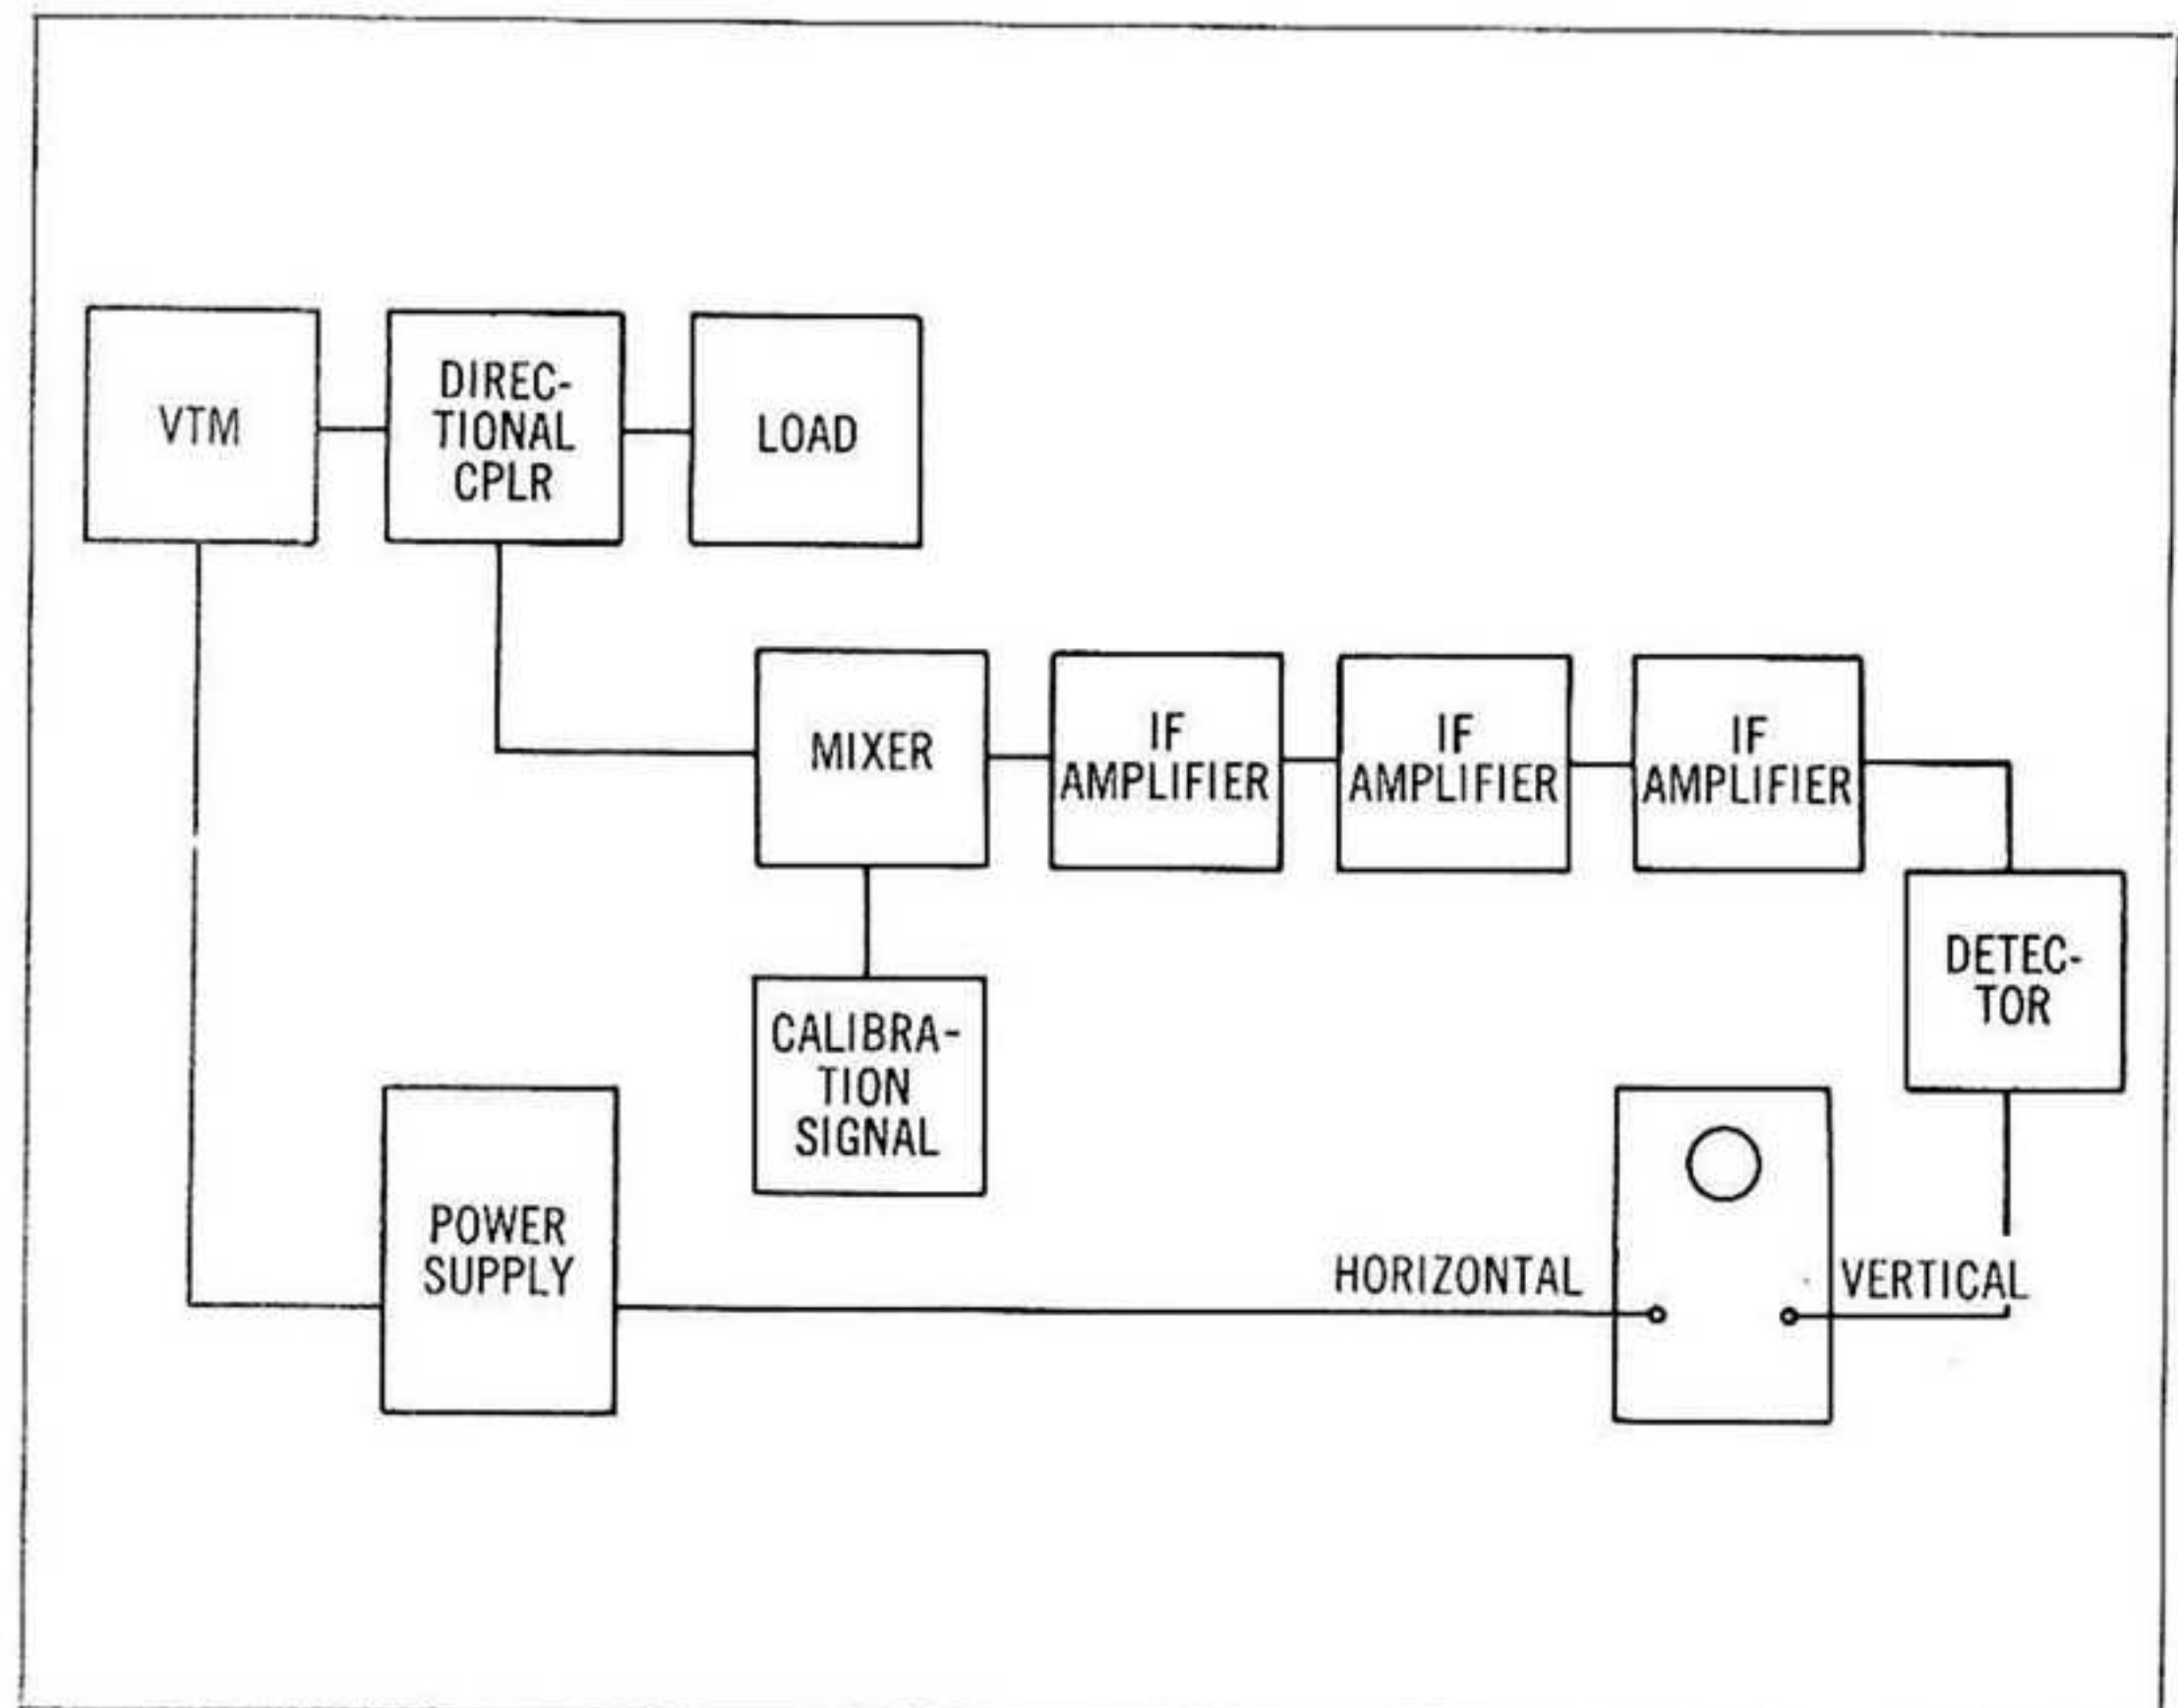 VTM
DIREC-
TIONAL
CPLR
LOAD
MIXER
IF
AMPLIFIER
IF
AMPLIFIER
IF
AMPLIFIER
DETEC-
TOR
CALIBRA-
TION
SIGNAL
POWER
SUPPLY
HORIZONTAL
VERTICAL